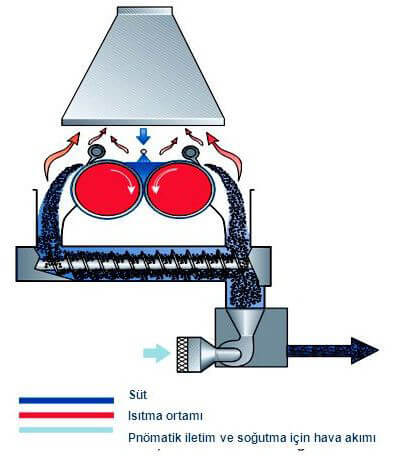 Süt
Isıtma ortamı
Pnömatik iletim ve soğutma için hava akımı